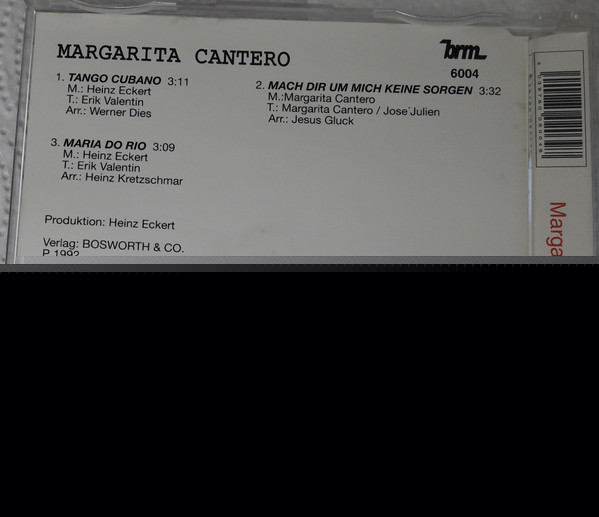 MARGARITA CANTERO
brm
6004
1. TANGO CUBANO 3:11
M.: Heinz Eckert
T.: Erik Valentin
Arr.: Werner Dies
2. MACH DIR UM MICH KEINE SORGEN 3:32
M.:Margarita Cantero
T.: Margarita Cantero / Jose´Julien
Arr.: Jesus Gluck
3. MARIA DO RIO 3:09
M.: Heinz Eckert
T.: Erik Valentin
Arr.: Heinz Kretzschmar
Produktion: Heinz Eckert
Verlag: BOSWORTH & CO.
P 1992
Marga